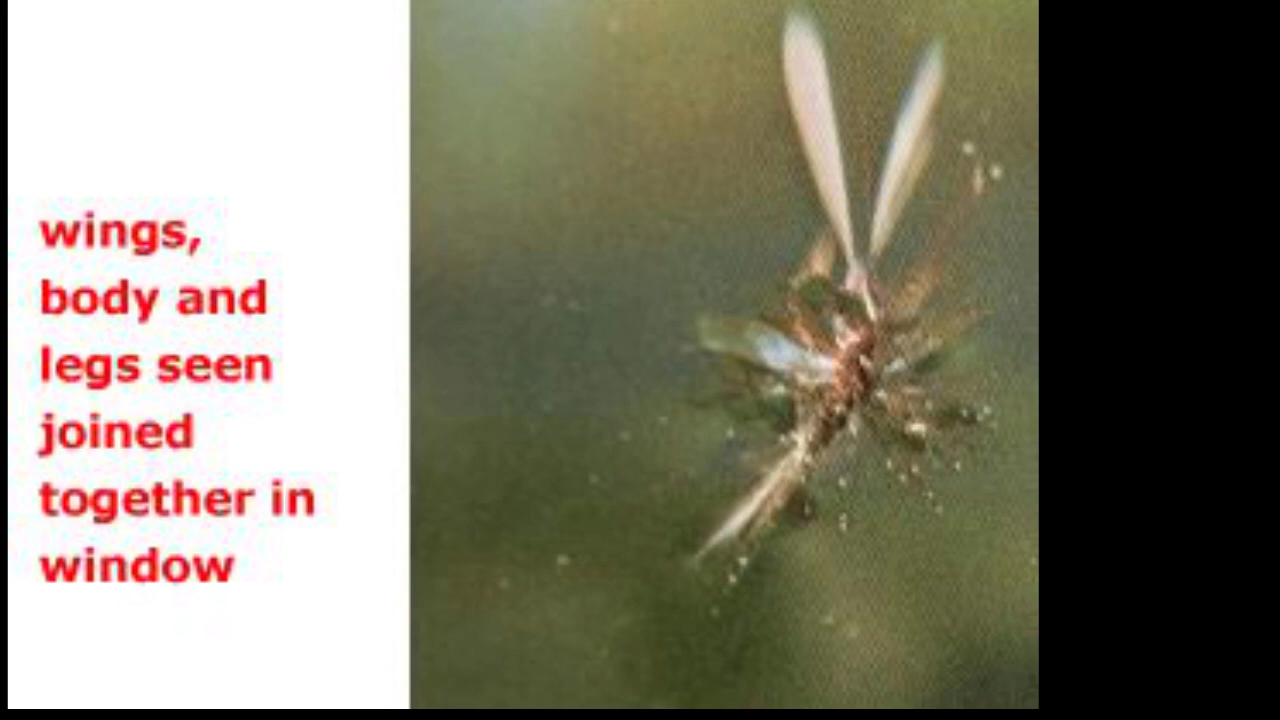 wings,
body and
legs seen
joined
together in
window